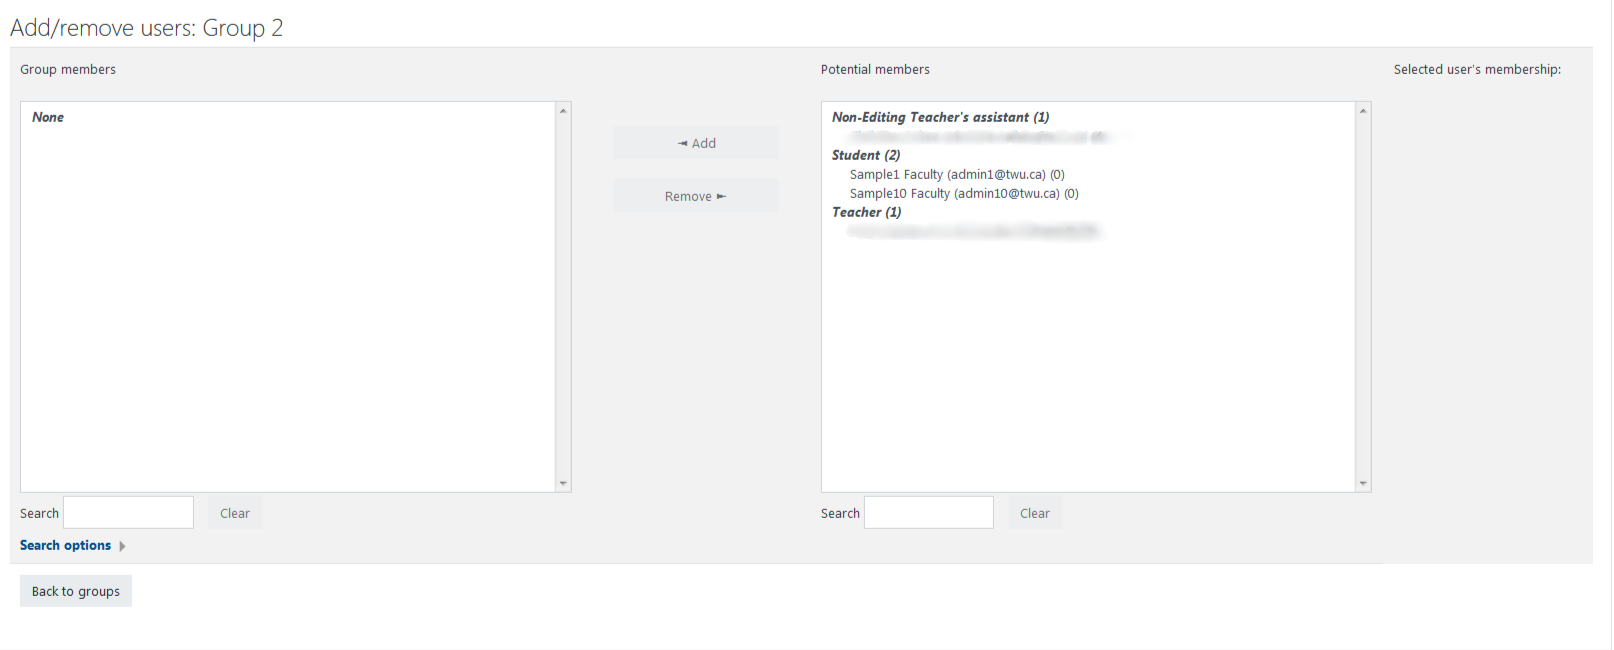 Add/remove users: Group 2
Group members
Potential members
Selected user's membership:
None
Add
Remove
Non-Editing Teacher's assistant (1)
Student (2)
Sample1 Faculty (admin1@twu.ca) (0)
Sample10 Faculty (admin10@twu.ca) (0)
Teacher (1)
Search
Clear
Search
Clear
Search options
Back to groups